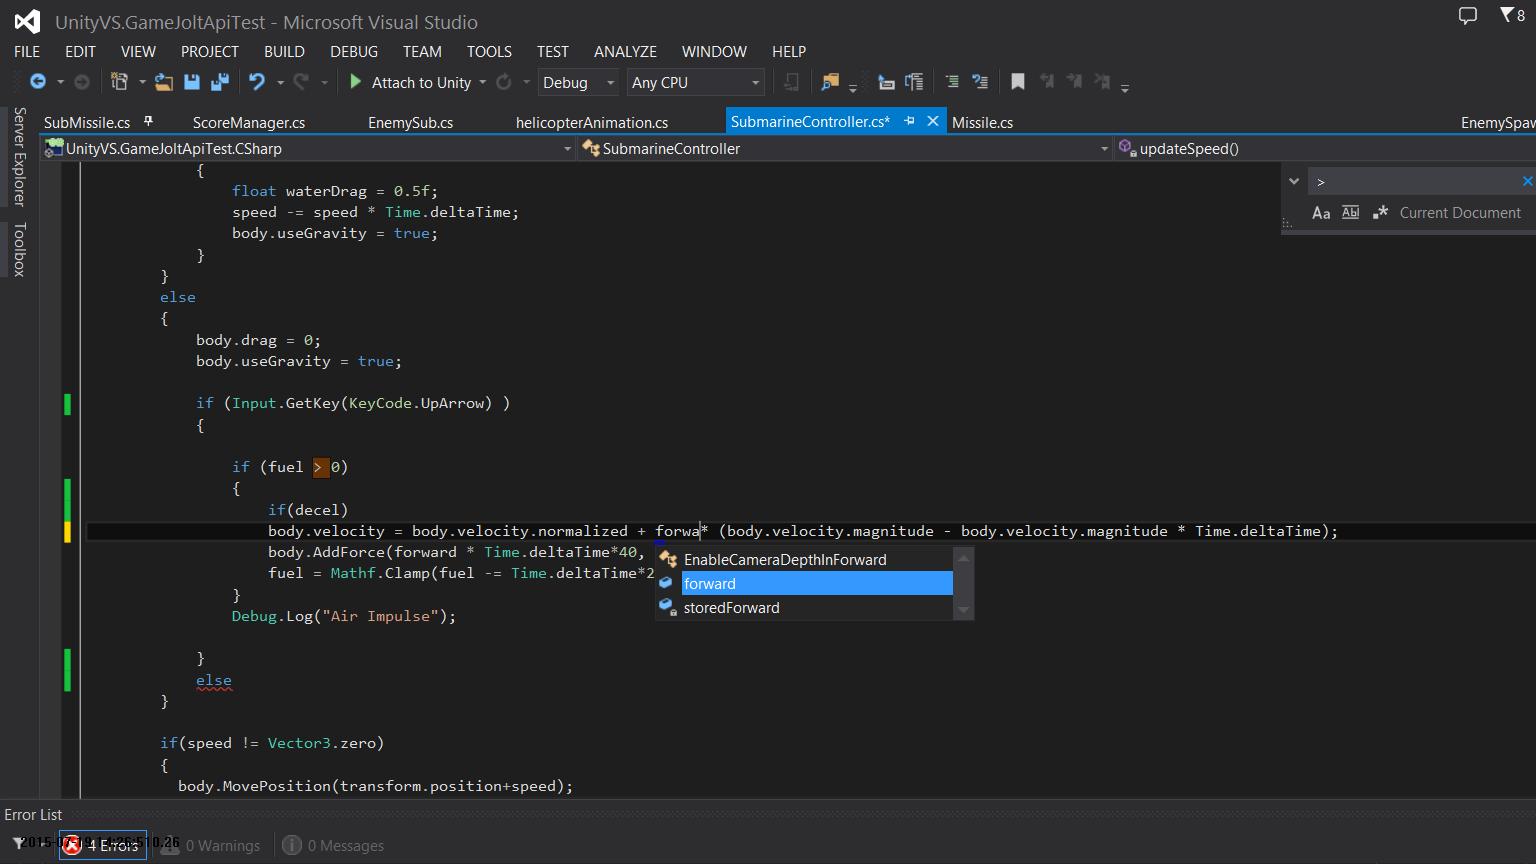 UnityVS.GameJoltApiTest - Microsoft Visual Studio
8
FILE EDIT VIEW PROJECT BUILD DEBUG TEAM TOOLS TEST ANALYZE WINDOW HELP
Attach to Unity Debug Any CPU
Server Explorer
Toolbox
SubMissile.cs ScoreManager.cs EnemySub.cs helicopterAnimation.cs SubmarineController.cs* Missile.cs EnemySpaw
UnityVS.GameJoltApiTest.CSharp SubmarineController updateSpeed()
>
Aa Abl .* Current Document
{
float waterDrag = 0.5f;
speed -= speed * Time.deltaTime;
body.useGravity = true;
}
}
else
{
body.drag = 0;
body.useGravity = true;
if (Input.GetKey(KeyCode.UpArrow) )
{
if (fuel > 0)
{
if(decel)
body.velocity = body.velocity.normalized + forwa* (body.velocity.magnitude - body.velocity.magnitude * Time.deltaTime);
body.AddForce(forward * Time.deltaTime*40,
fuel = Mathf.Clamp(fuel -= Time.deltaTime*2
EnableCameraDepthInForward
forward
storedForward
}
Debug.Log("Air Impulse");
}
else
}
if(speed != Vector3.zero)
{
body.MovePosition(transform.position+speed);
Error List
4 Errors 0 Warnings 0 Messages